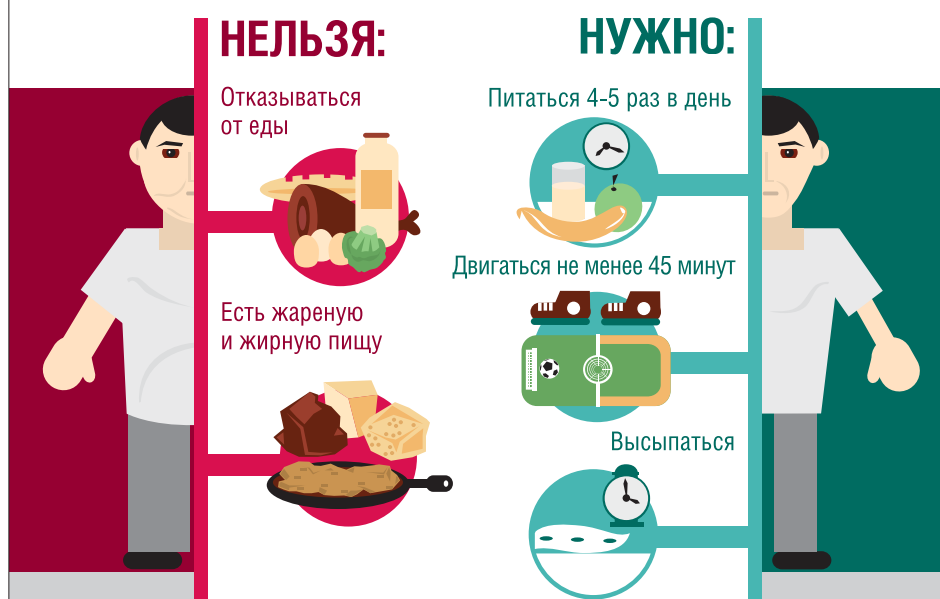 НЕЛЬЗЯ:
Отказываться
от еды
Есть жареную
и жирную пищу
НУЖНО:
Питаться 4-5 раз в день
Двигаться не менее 45 минут
Высыпаться